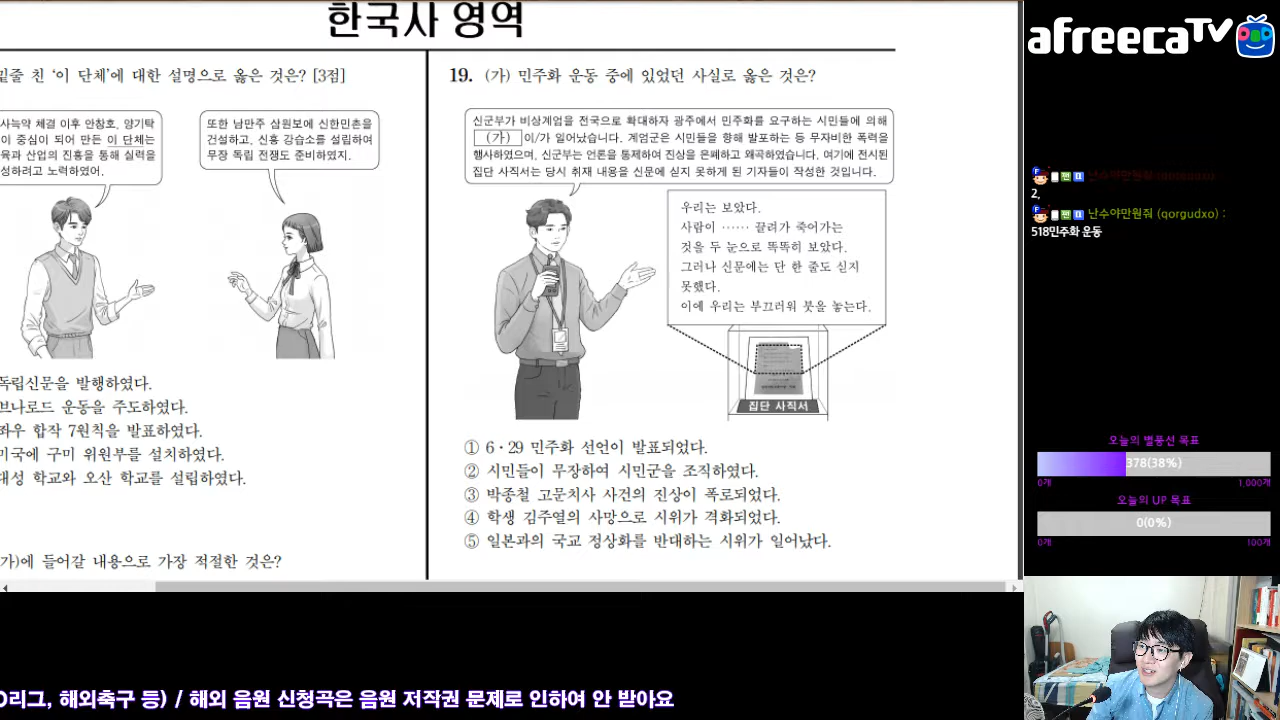 한국사 영역
밑줄 친 '이 단체'에 대한 설명으로 옳은 것은? [3점]
사늑약 체결 이후 안창호, 양기탁
이 중심이 되어 만든 이 단체는
육과 산업의 진흥을 통해 실력을
성하려고 노력하였어.
또한 남만주 삼원보에 신한민촌을
건설하고, 신흥 강습소를 설립하여
무장 독립 전쟁도 준비하였지.
독립신문을 발행하였다.
브나로드 운동을 주도하였다.
좌우 합작 7원칙을 발표하였다.
미국에 구미 위원부를 설치하였다.
대성 학교와 오산 학교를 설립하였다.
가)에 들어갈 내용으로 가장 적절한 것은?
19. (가) 민주화 운동 중에 있었던 사실로 옳은 것은?
신군부가 비상계엄을 전국으로 확대하자 광주에서 민주화를 요구하는 시민들에 의해
(가) 이/가 일어났습니다. 계엄군은 시민들을 향해 발포하는 등 무자비한 폭력을
행사하였으며, 신군부는 언론을 통제하여 진상을 은폐하고 왜곡하였습니다. 여기에 전시된
집단 사직서는 당시 취재 내용을 신문에 싣지 못하게 된 기자들이 작성한 것입니다.
우리는 보았다.
사람이 …… 끌려가 죽어가는
것을 두 눈으로 똑똑히 보았다.
그러나 신문에는 단 한 줄도 싣지
못했다.
이에 우리는 부끄러워 붓을 놓는다.
집단 사직서
① 6·29 민주화 선언이 발표되었다.
② 시민들이 무장하여 시민군을 조직하였다.
③ 박종철 고문치사 사건의 진상이 폭로되었다.
④ 학생 김주열의 사망으로 시위가 격화되었다.
⑤ 일본과의 국교 정상화를 반대하는 시위가 일어났다.
afreecaTV
난수야만원줘 (qorgudxo) :
2,
난수야만원줘 (qorgudxo) :
518민주화 운동
오늘의 별풍선 목표
378(38%)
0개 1,000개
오늘의 UP 목표
0(0%)
0개 100개
리그, 해외축구 등) / 해외 음원 신청곡은 음원 저작권 문제로 인하여 안 받아요